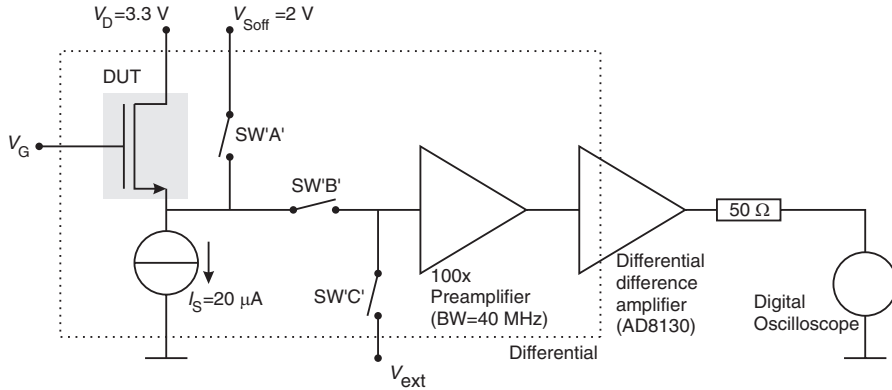 V_D=3.3 V
V_Soff=2 V
DUT
SW'A'
V_G
SW'B'
50 Ω
100x
Preamplifier
(BW=40 MHz)
Differential
difference
amplifier
(AD8130)
I_S=20 μA
SW'C'
Digital
Oscilloscope
Differential
V_ext